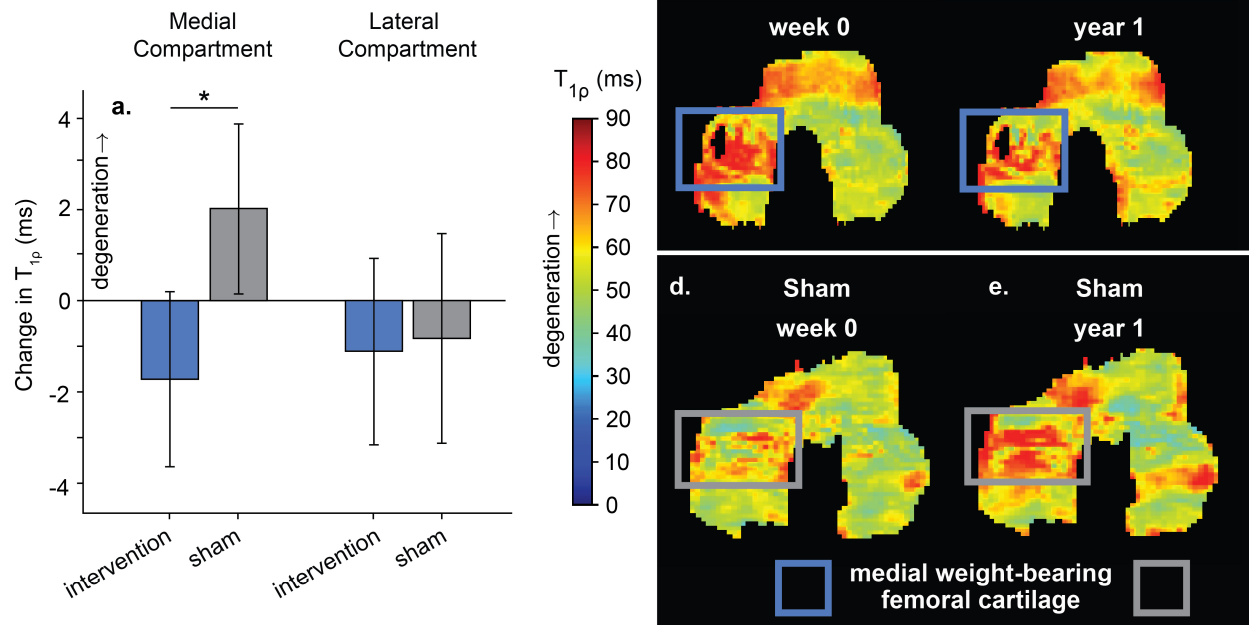 Medial
Compartment
Lateral
Compartment
a.
*
4
2
0
-2
-4
Change in T1ρ (ms)
degeneration→
intervention
sham
intervention
sham
T1ρ (ms)
90
80
70
60
50
40
30
20
10
0
degeneration→
week 0
year 1
d.
Sham
week 0
e.
Sham
year 1
medial weight-bearing
femoral cartilage